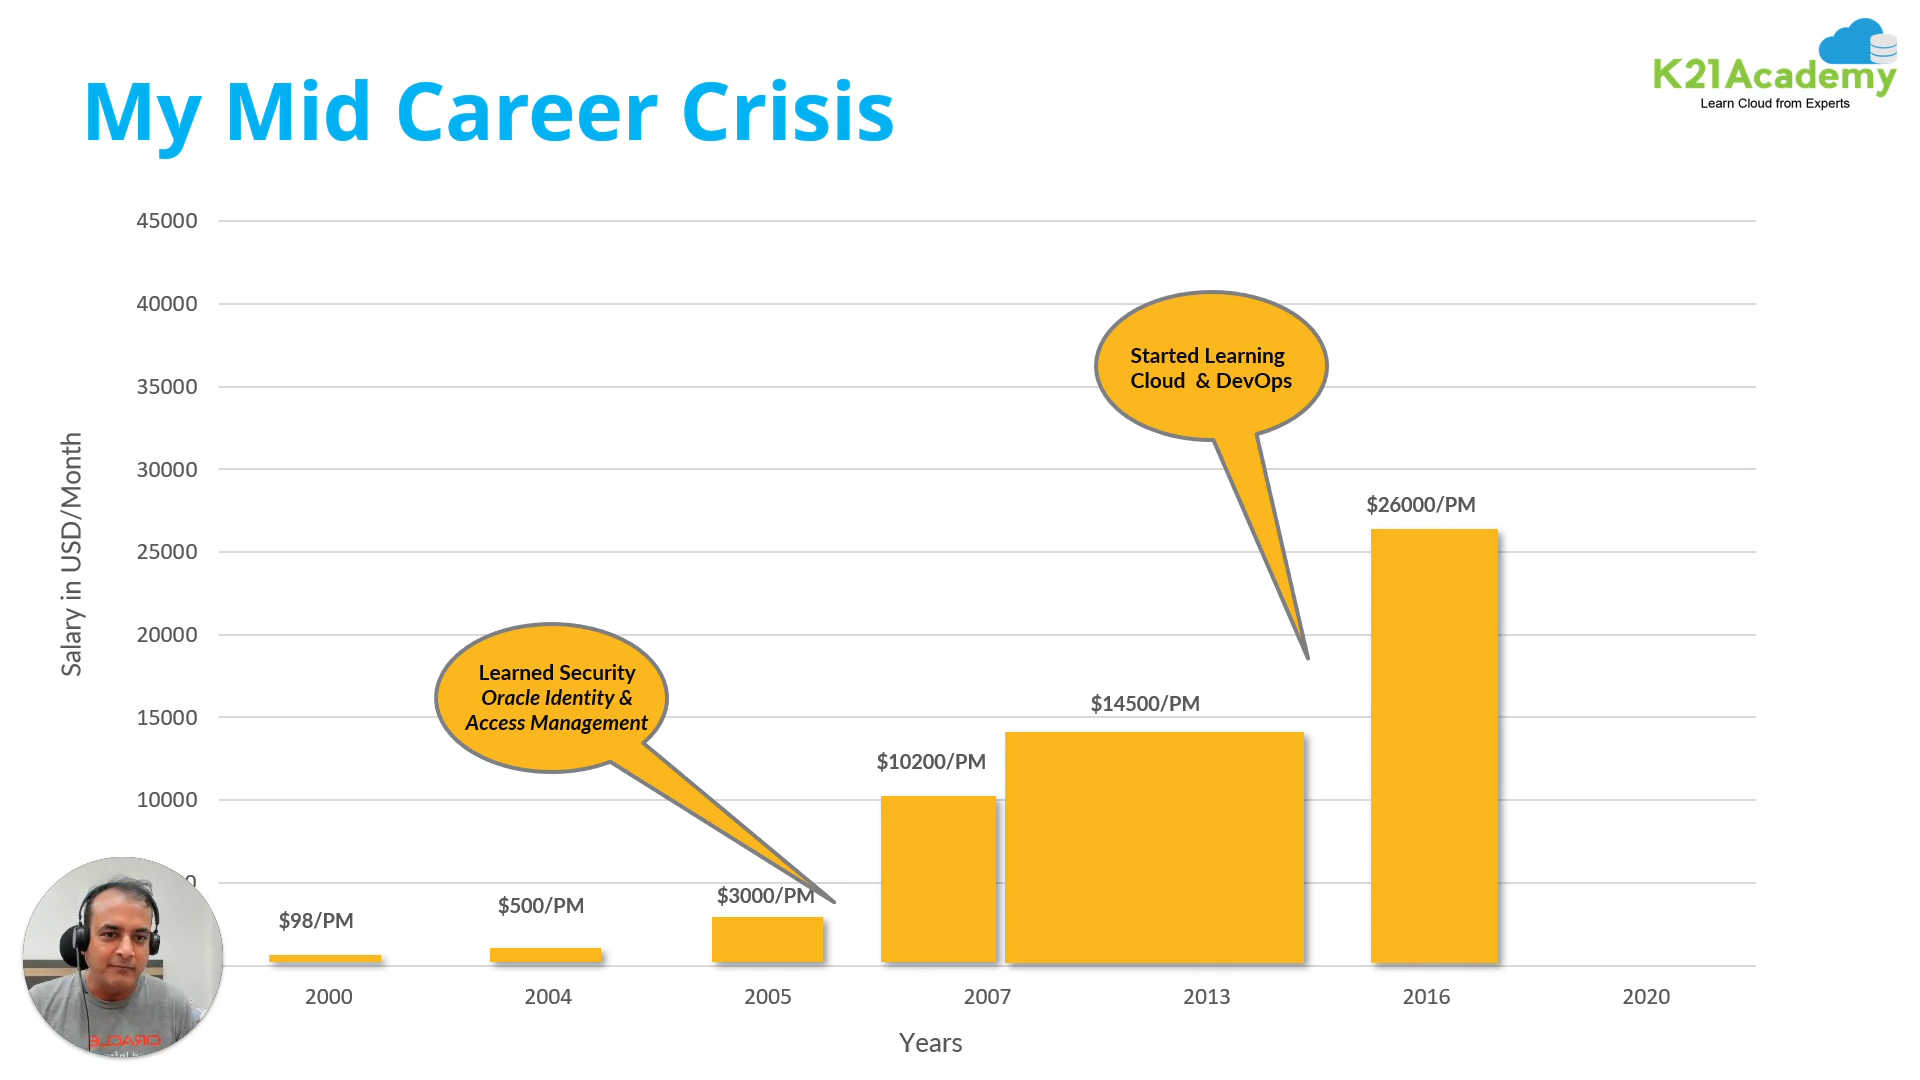 My Mid Career Crisis
K21Academy
Learn Cloud from Experts
45000
40000
35000
30000
25000
20000
15000
10000
0
Salary in USD/Month
Started Learning
Cloud & DevOps
Learned Security
Oracle Identity &
Access Management
$98/PM
$500/PM
$3000/PM
$10200/PM
$14500/PM
$26000/PM
2000
2004
2005
2007
2013
2016
2020
Years
ORACLE